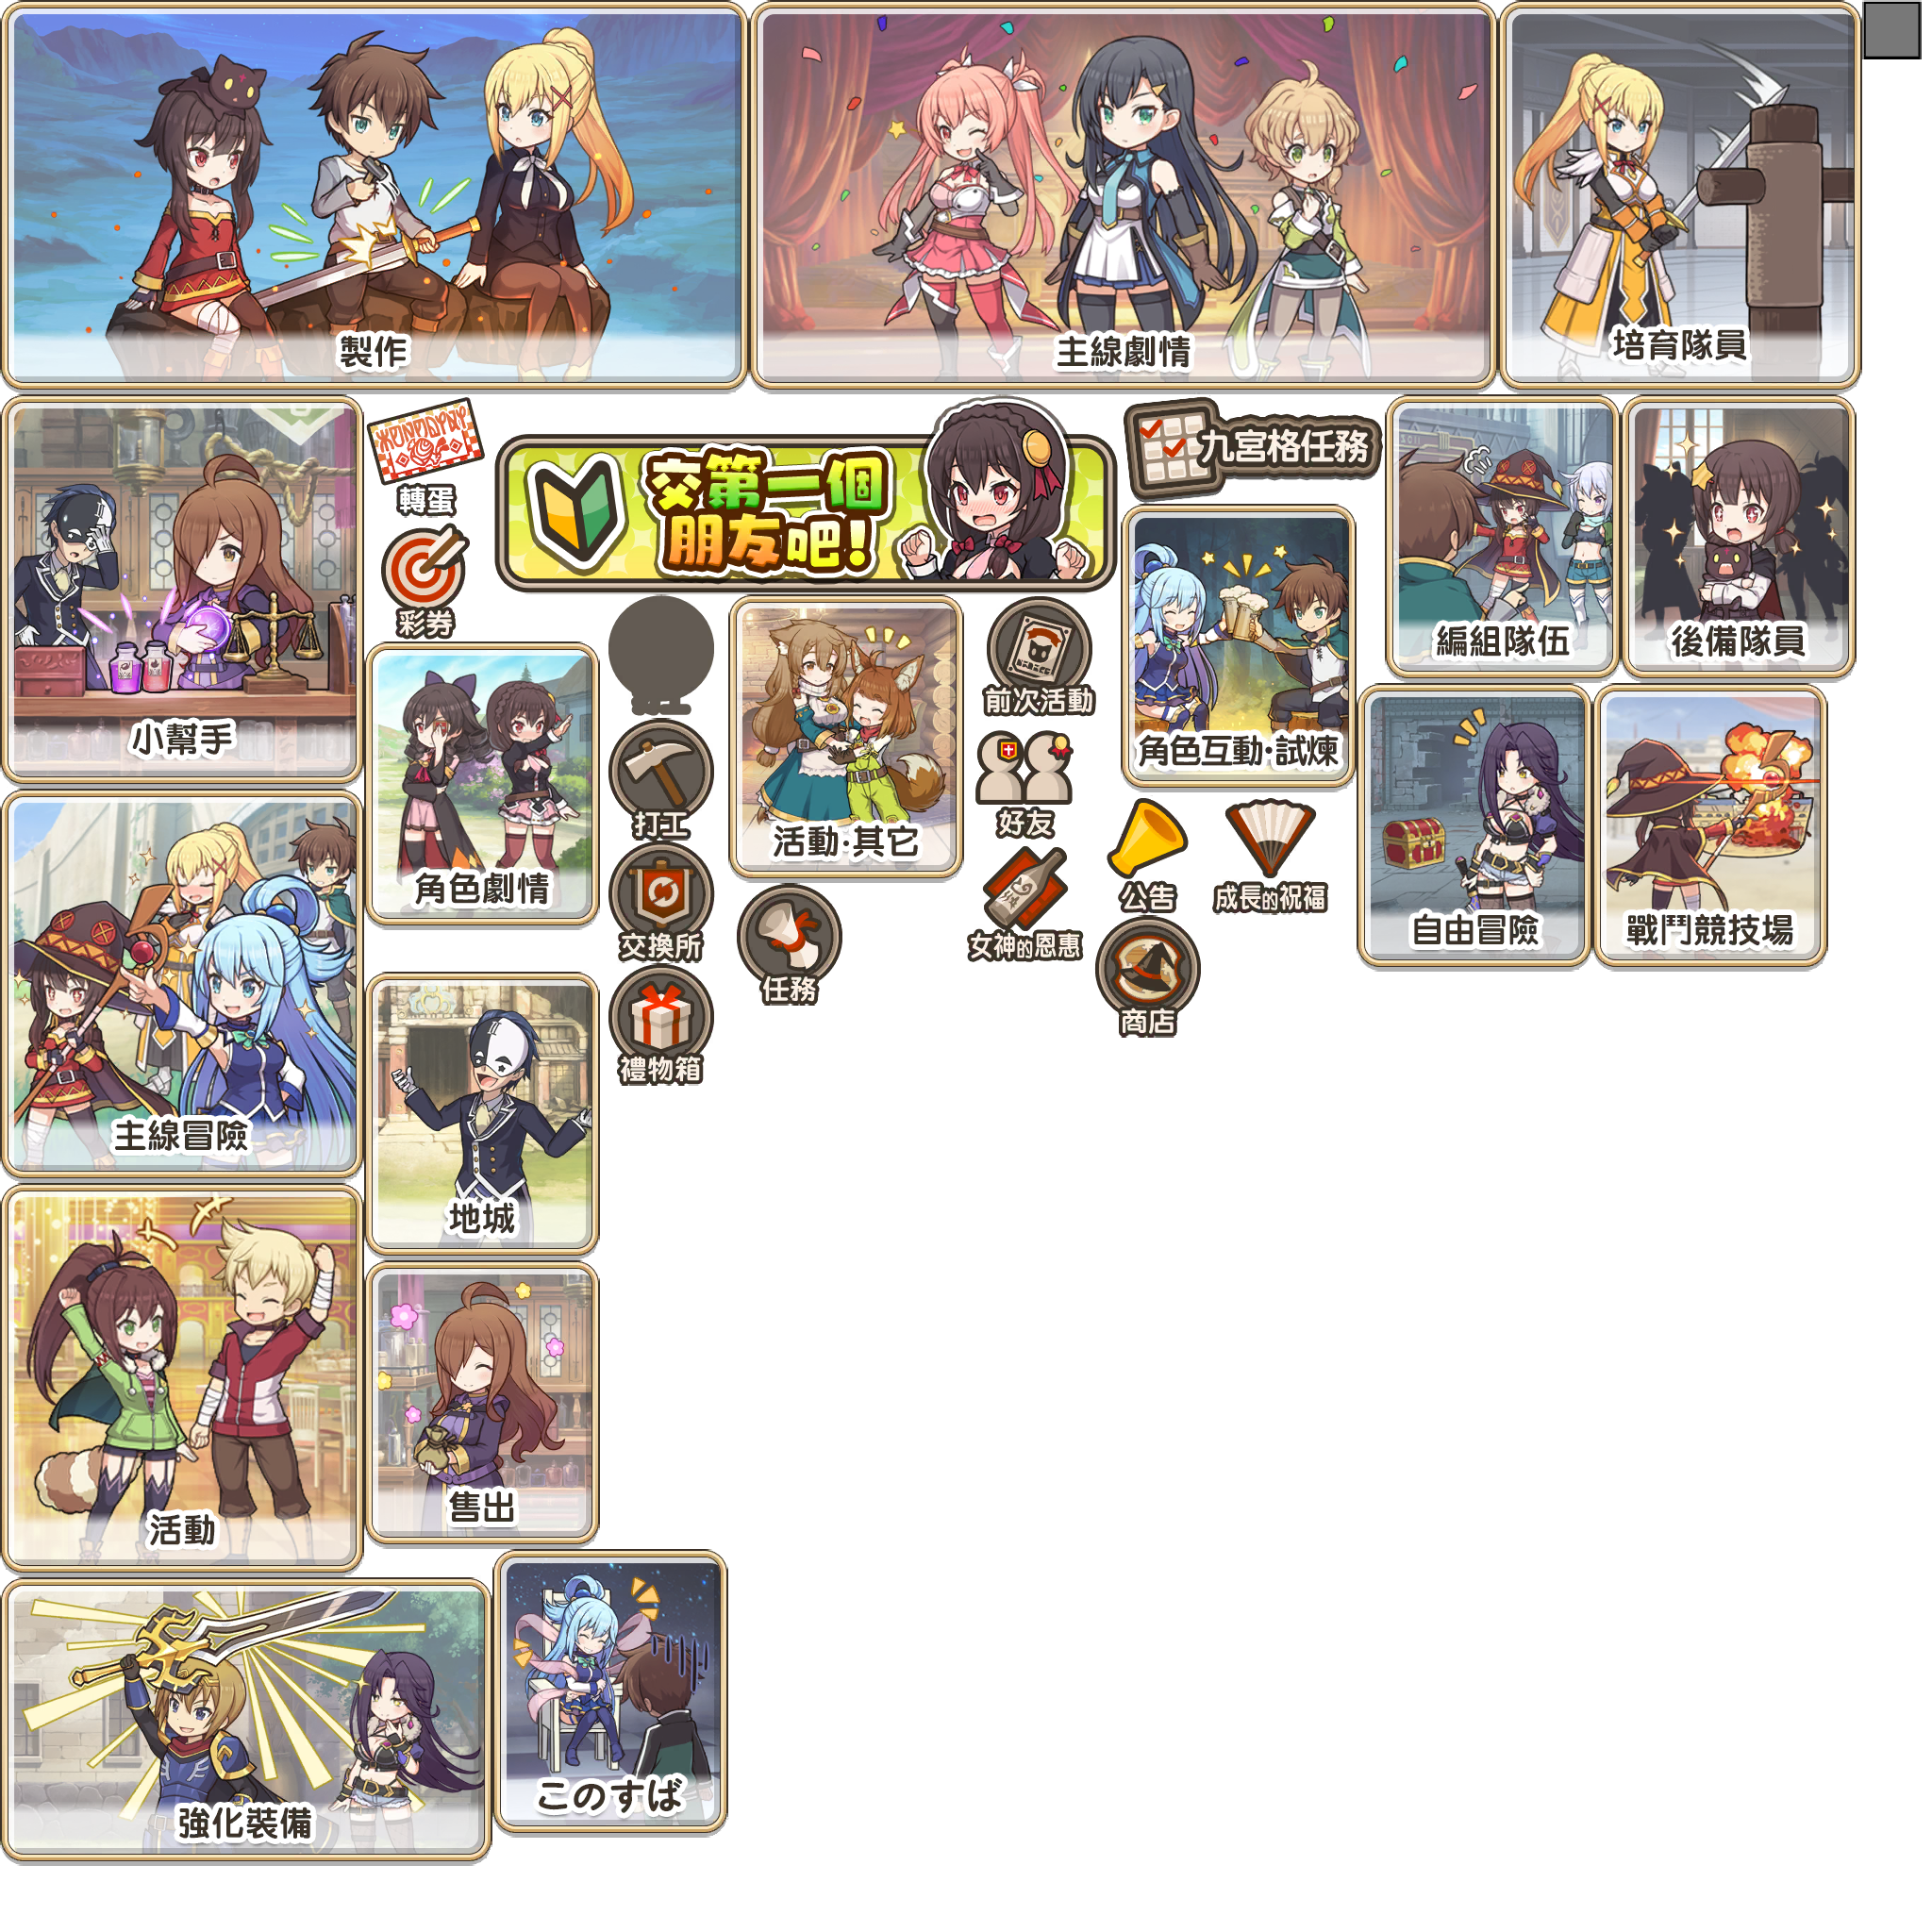 製作
主線劇情
培育隊員
小幫手
轉蛋
彩券
交第一個
朋友吧!
九宮格任務
編組隊伍
後備隊員
角色劇情
打工
交換所
禮物箱
活動·其它
任務
前次活動
好友
女神的恩惠
角色互動·試煉
公告
成長的祝福
商店
自由冒險
戰鬥競技場
主線冒險
地城
活動
售出
強化裝備
このすば